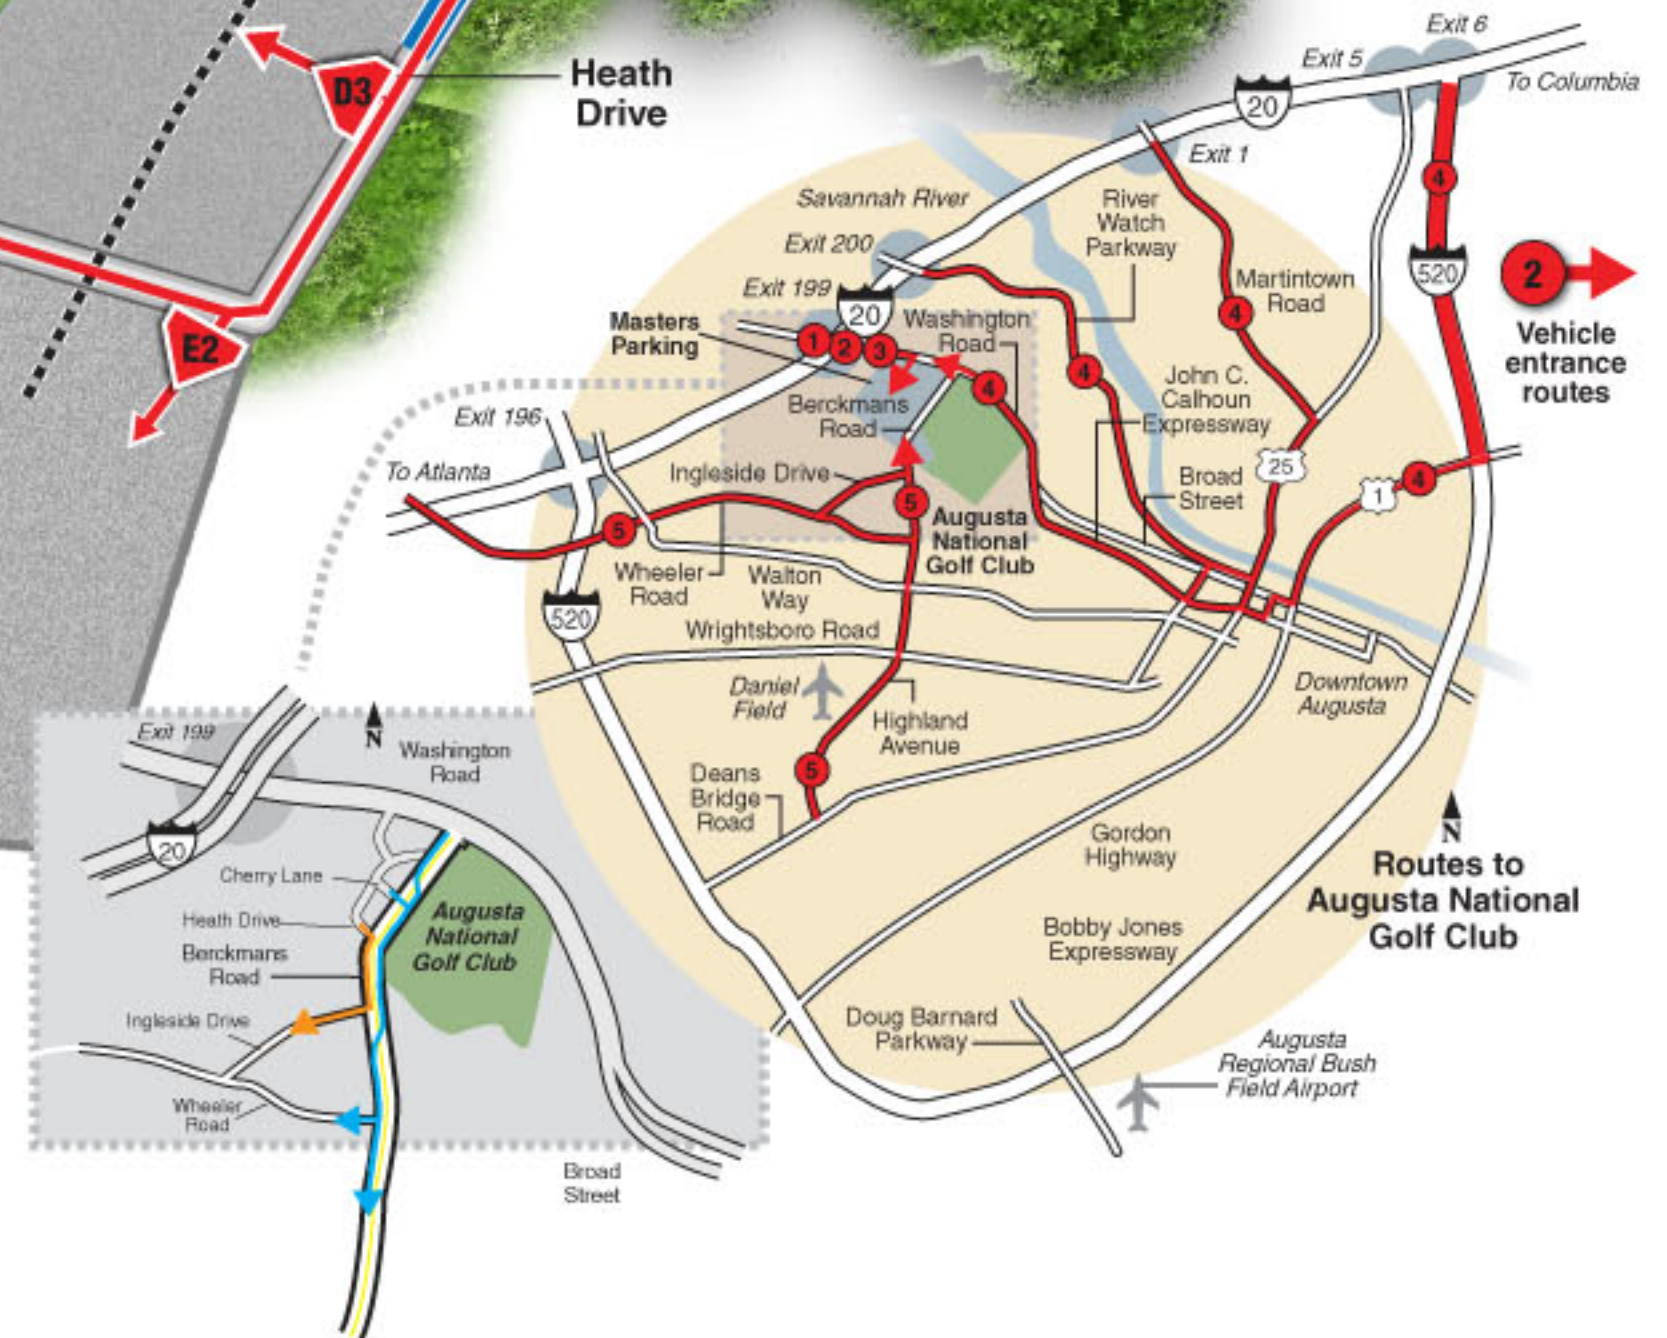 D3
Heath
Drive
E2
Exit 6
Exit 5
To Columbia
20
Exit 1
4
Savannah River
River
Watch
Parkway
Exit 200
520
2
Martintown
Road
4
Exit 199
20
Vehicle
entrance
routes
Masters
Parking
1
2
3
Washington
Road
4
4
John C.
Calhoun
Expressway
Berckmans
Road
Exit 196
To Atlanta
Ingleside Drive
25
Broad
Street
1
4
5
5
Augusta
National
Golf Club
Wheeler
Road
Walton
Way
520
Wrightsboro Road
Daniel
Field
Highland
Avenue
Downtown
Augusta
5
Deans
Bridge
Road
Gordon
Highway
N
Routes to
Augusta National
Golf Club
Bobby Jones
Expressway
Doug Barnard
Parkway
Augusta
Regional Bush
Field Airport
Exit 199
N
Washington
Road
20
Cherry Lane
Heath Drive
Augusta
National
Golf Club
Berckmans
Road
Ingleside Drive
Wheeler
Road
Broad
Street